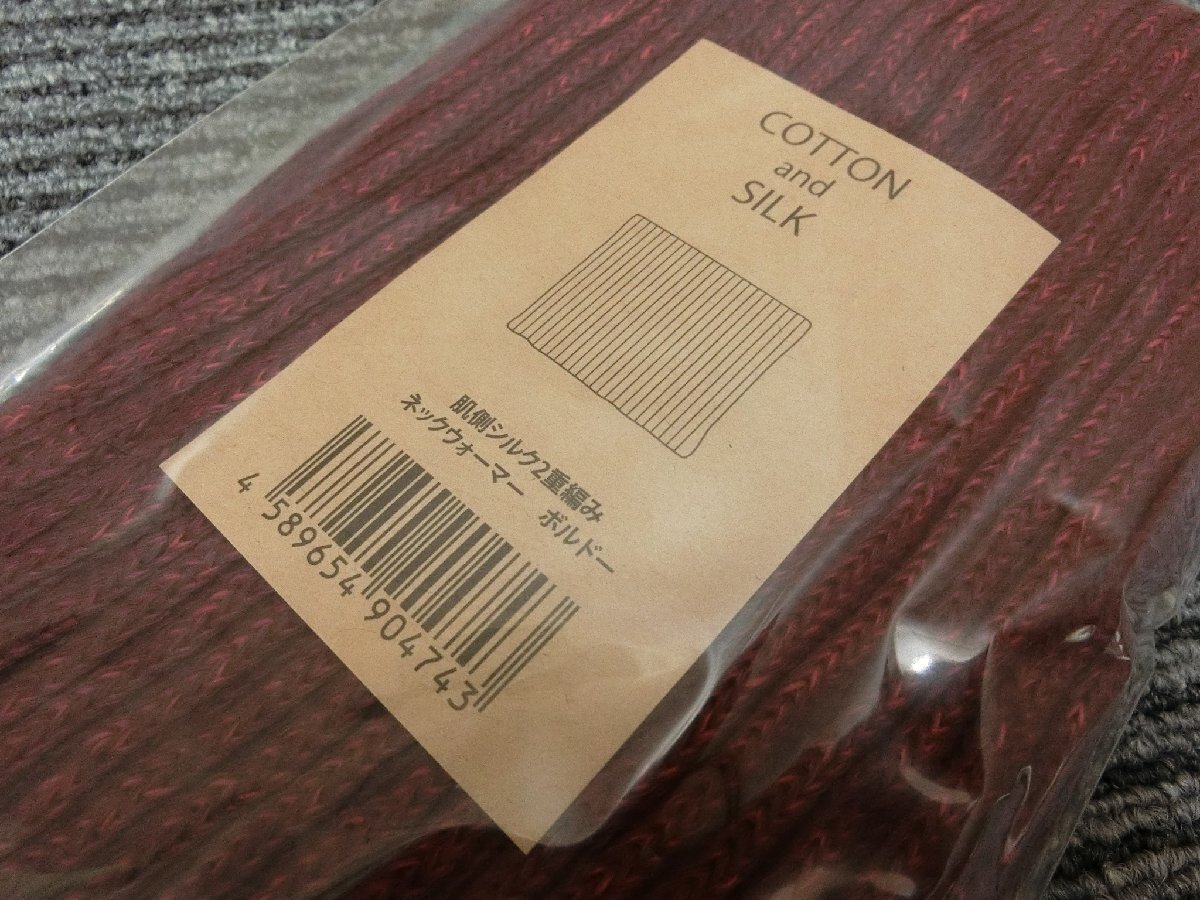 COTTON
and
SILK
肌側シルク2重編み
ネックウォーマー　ボルドー
4 589654 904743